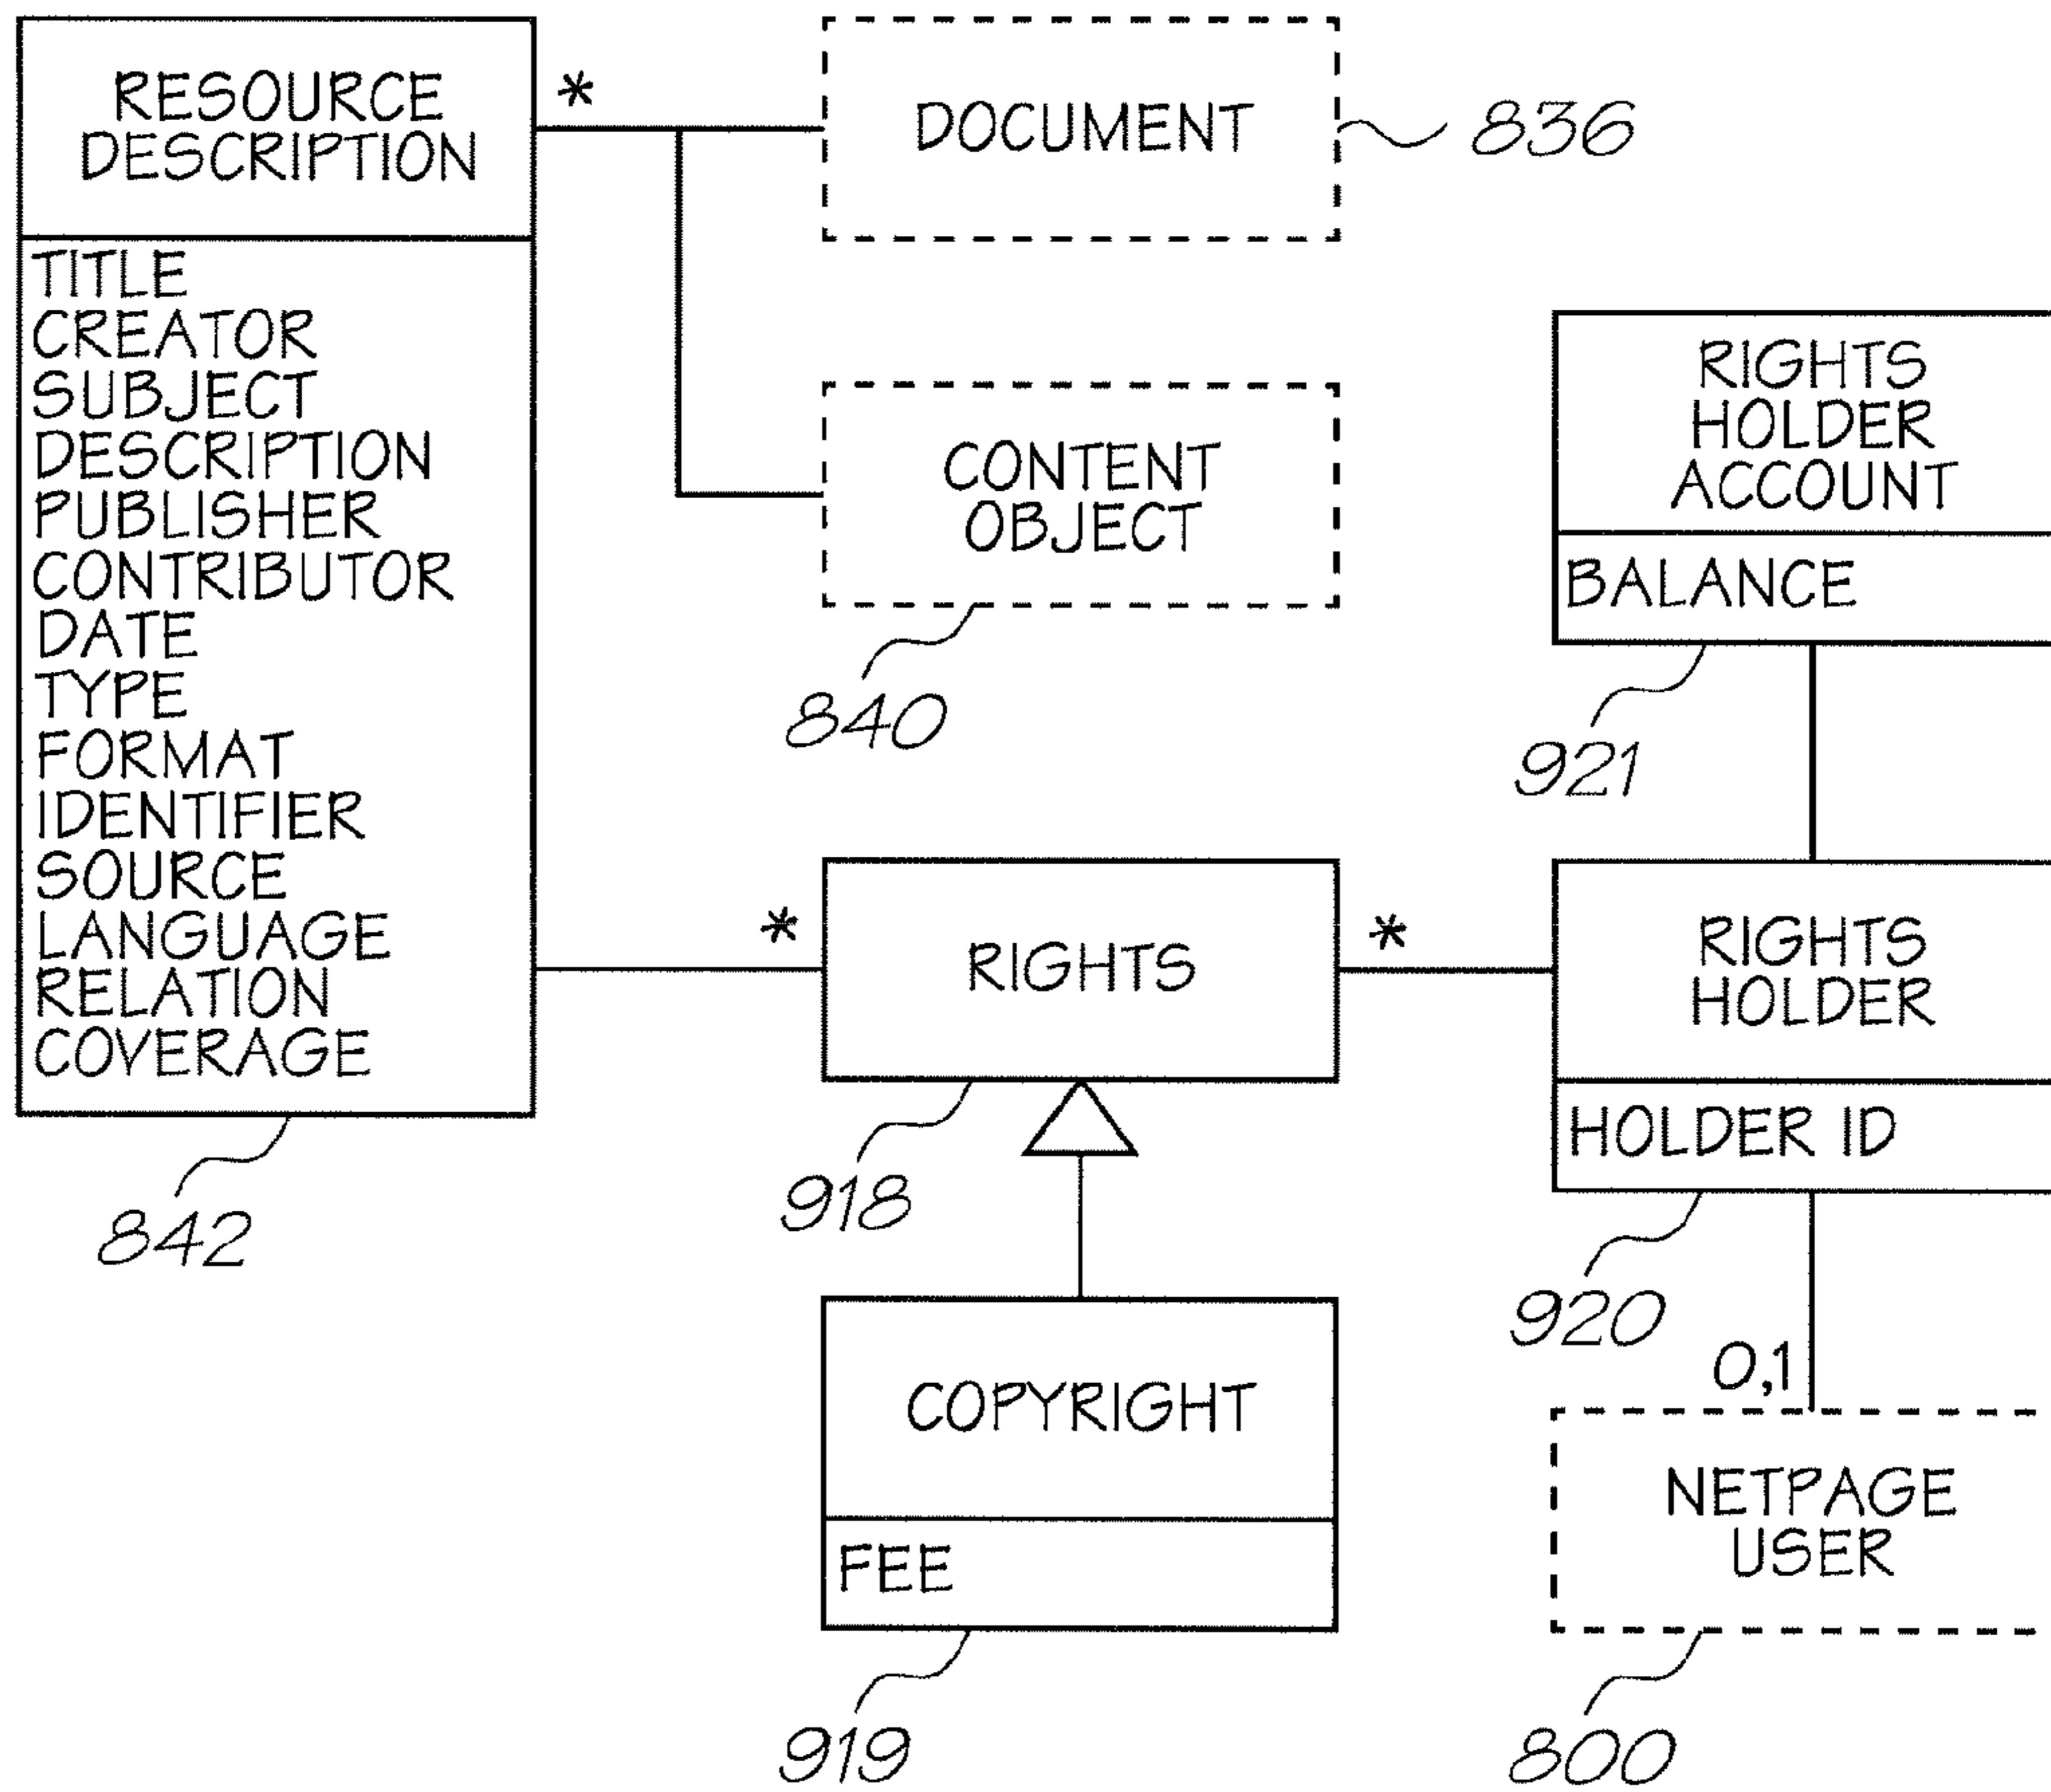 RESOURCE
DESCRIPTION
TITLE
CREATOR
SUBJECT
DESCRIPTION
PUBLISHER
CONTRIBUTOR
DATE
TYPE
FORMAT
IDENTIFIER
SOURCE
LANGUAGE
RELATION
COVERAGE
842
*
DOCUMENT
836
CONTENT
OBJECT
840
RIGHTS
HOLDER
ACCOUNT
BALANCE
921
*
RIGHTS
918
*
RIGHTS
HOLDER
HOLDER ID
920
0,1
COPYRIGHT
FEE
919
NETPAGE
USER
800